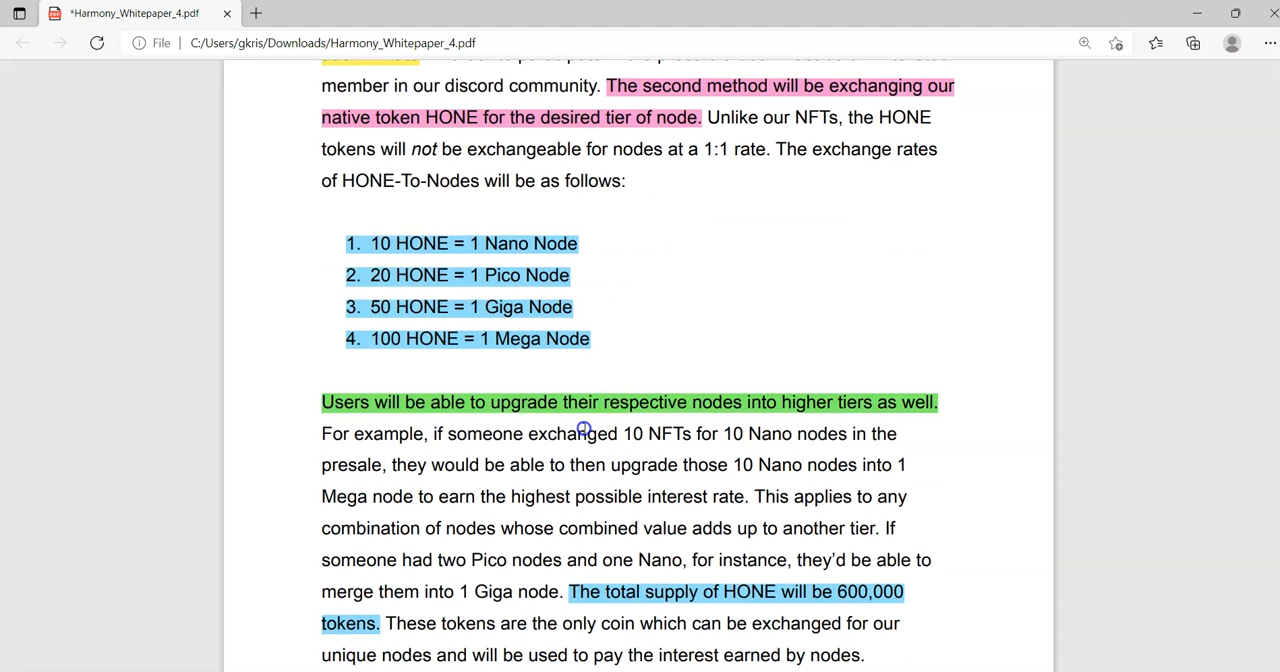 *Harmony_Whitepaper_4.pdf
File | C:/Users/gkris/Downloads/Harmony_Whitepaper_4.pdf
member in our discord community. The second method will be exchanging our
native token HONE for the desired tier of node. Unlike our NFTs, the HONE
tokens will not be exchangeable for nodes at a 1:1 rate. The exchange rates
of HONE-To-Nodes will be as follows:
1. 10 HONE = 1 Nano Node
2. 20 HONE = 1 Pico Node
3. 50 HONE = 1 Giga Node
4. 100 HONE = 1 Mega Node
Users will be able to upgrade their respective nodes into higher tiers as well.
For example, if someone exchanged 10 NFTs for 10 Nano nodes in the
presale, they would be able to then upgrade those 10 Nano nodes into 1
Mega node to earn the highest possible interest rate. This applies to any
combination of nodes whose combined value adds up to another tier. If
someone had two Pico nodes and one Nano, for instance, they’d be able to
merge them into 1 Giga node. The total supply of HONE will be 600,000
tokens. These tokens are the only coin which can be exchanged for our
unique nodes and will be used to pay the interest earned by nodes.